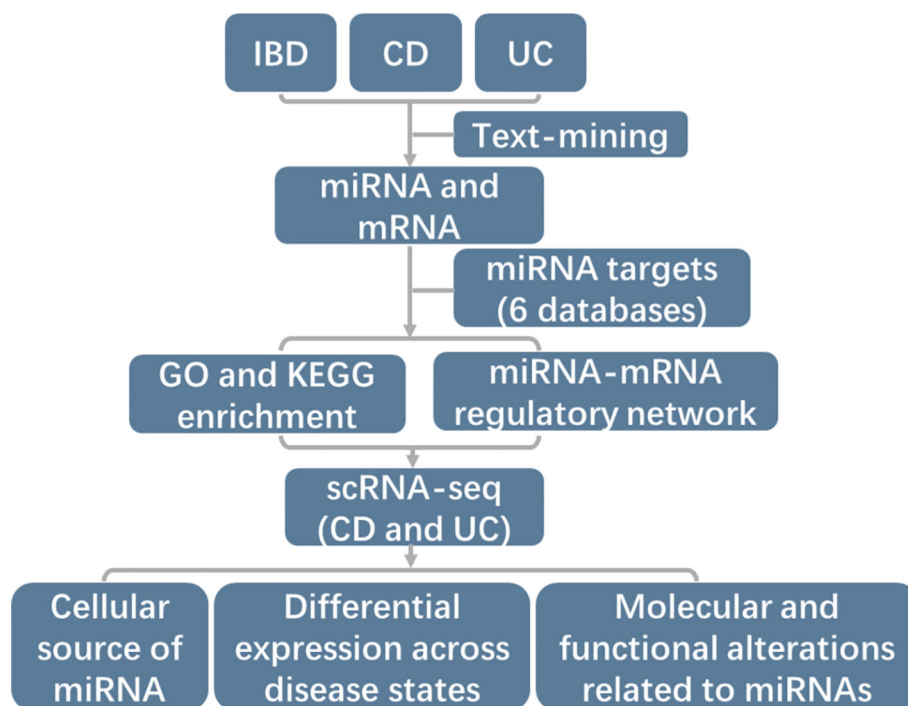 IBD
CD
UC
Text-mining
miRNA and
mRNA
miRNA targets
(6 databases)
GO and KEGG
enrichment
miRNA-mRNA
regulatory network
scRNA-seq
(CD and UC)
Cellular
source of
miRNA
Differential
expression across
disease states
Molecular and
functional alterations
related to miRNAs